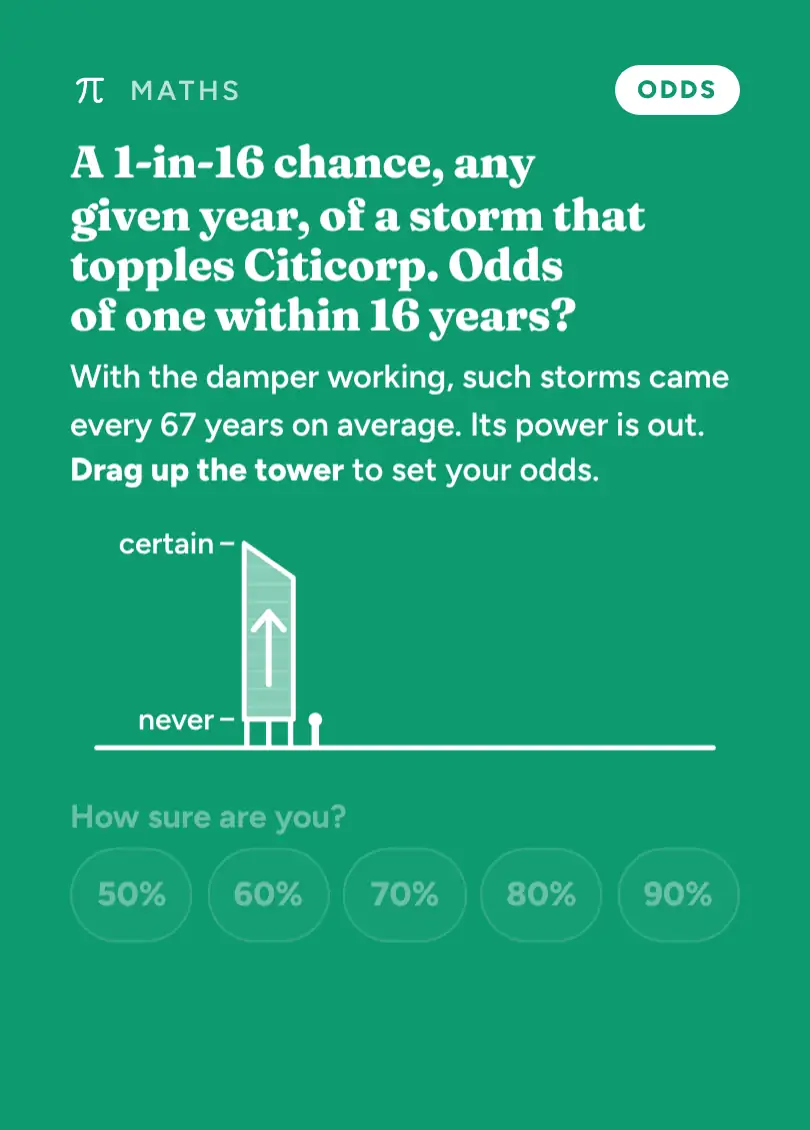 π MATHS
ODDS
A 1-in-16 chance, any
given year, of a storm that
topples Citicorp. Odds
of one within 16 years?
With the damper working, such storms came
every 67 years on average. Its power is out.
Drag up the tower to set your odds.
certain
never
How sure are you?
50% 60% 70% 80% 90%